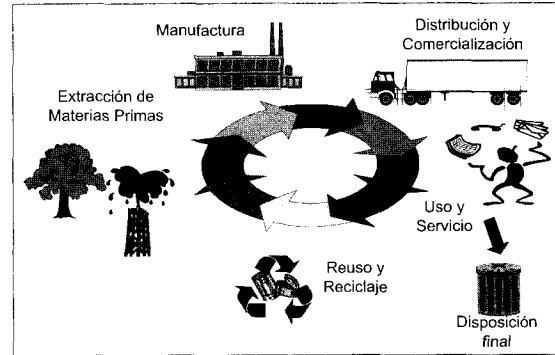 Manufactura
Distribución y
Comercialización
Extracción de
Materias Primas
Uso y
Servicio
Reuso y
Reciclaje
Disposición
final